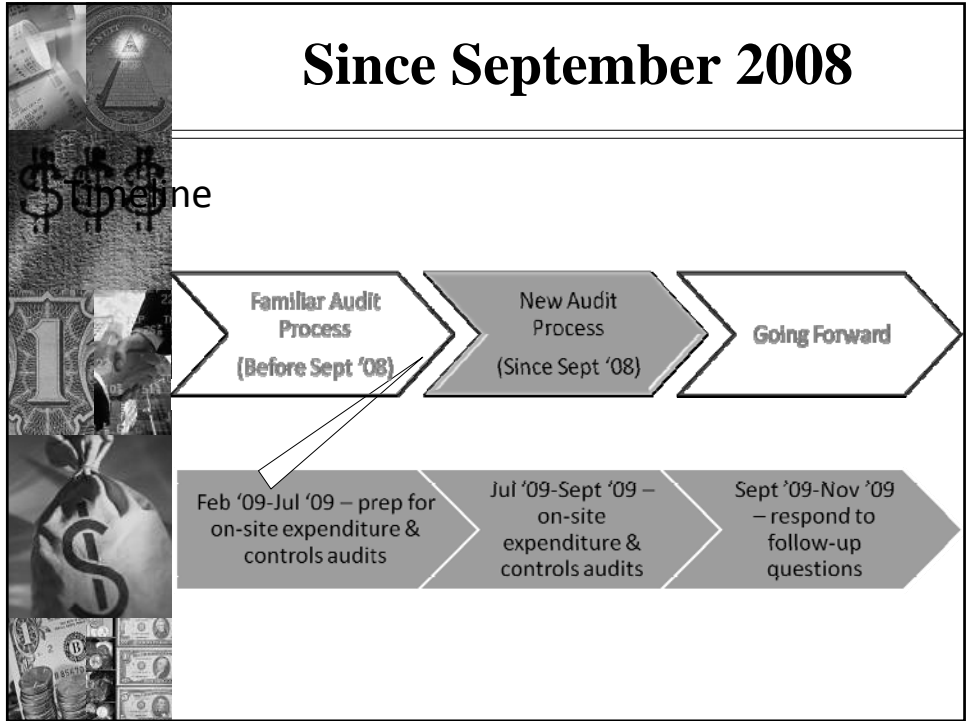 Since September 2008
Timeline
Familiar Audit
Process
(Before Sept ‘08)
New Audit
Process
(Since Sept ‘08)
Going Forward
Feb ‘09-Jul ‘09 – prep for
on-site expenditure &
controls audits
Jul ‘09-Sept ‘09 –
on-site
expenditure &
controls audits
Sept ’09-Nov ’09
– respond to
follow-up
questions